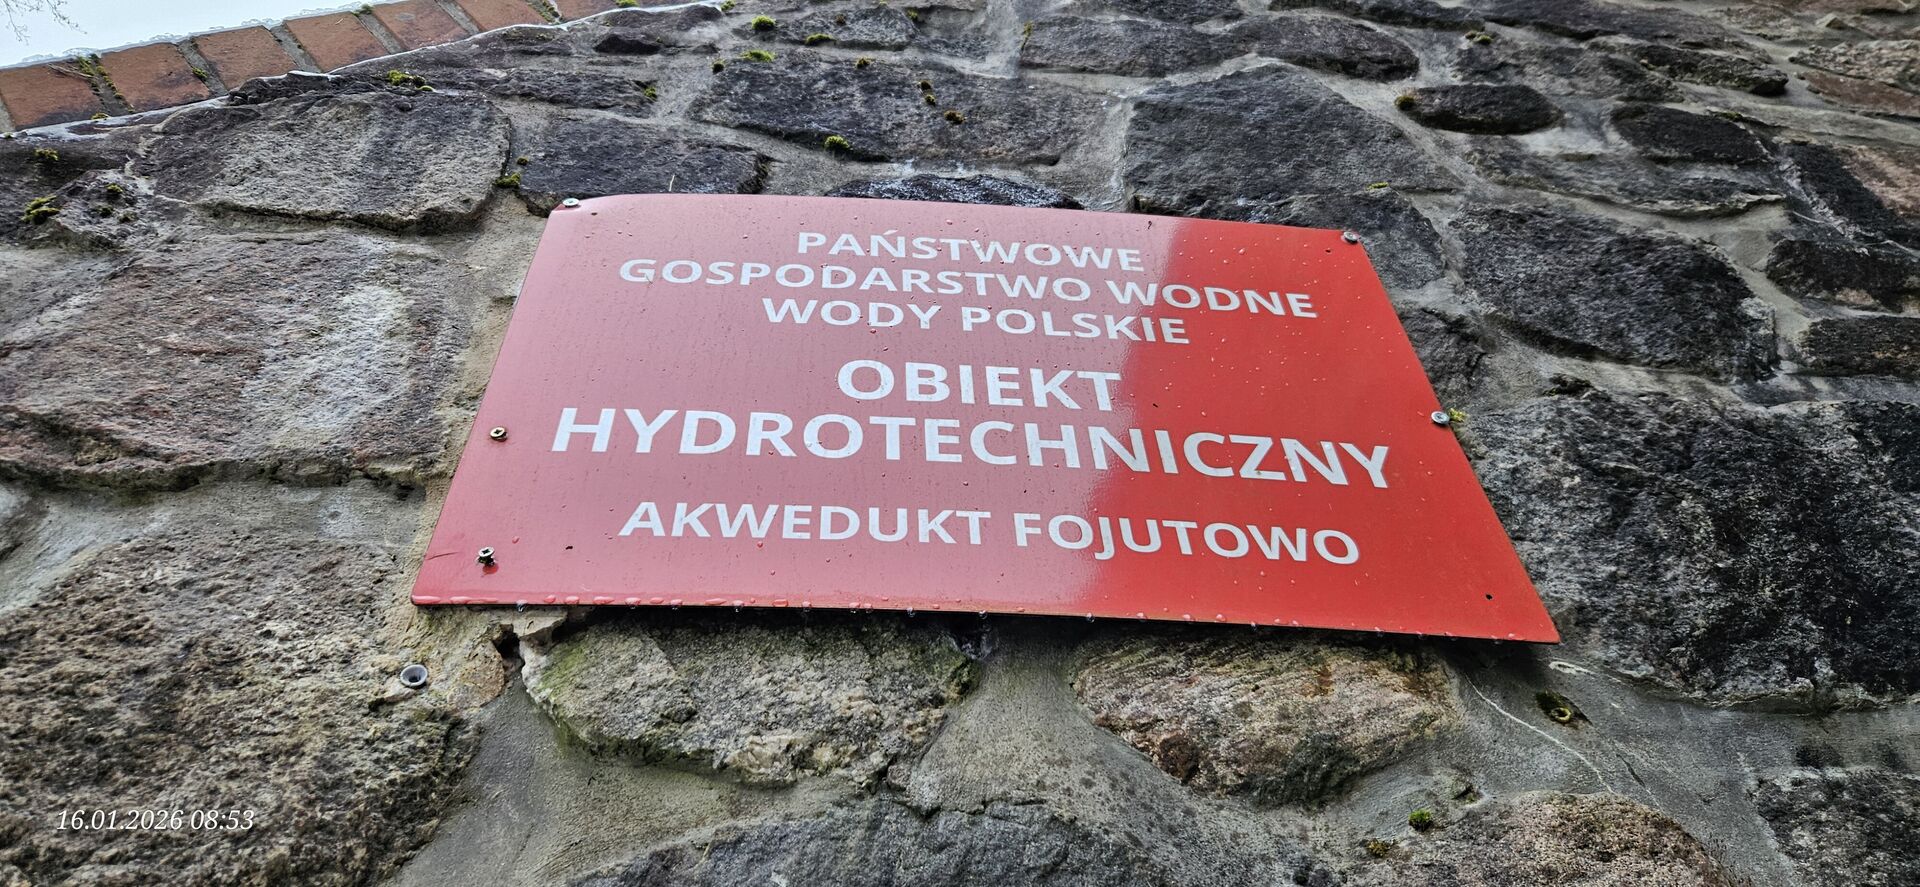 PAŃSTWOWE
GOSPODARSTWO WODNE
WODY POLSKIE
OBIEKT
HYDROTECHNICZNY
AKWEDUKT FOJUTOWO
16.01.2026 08:53